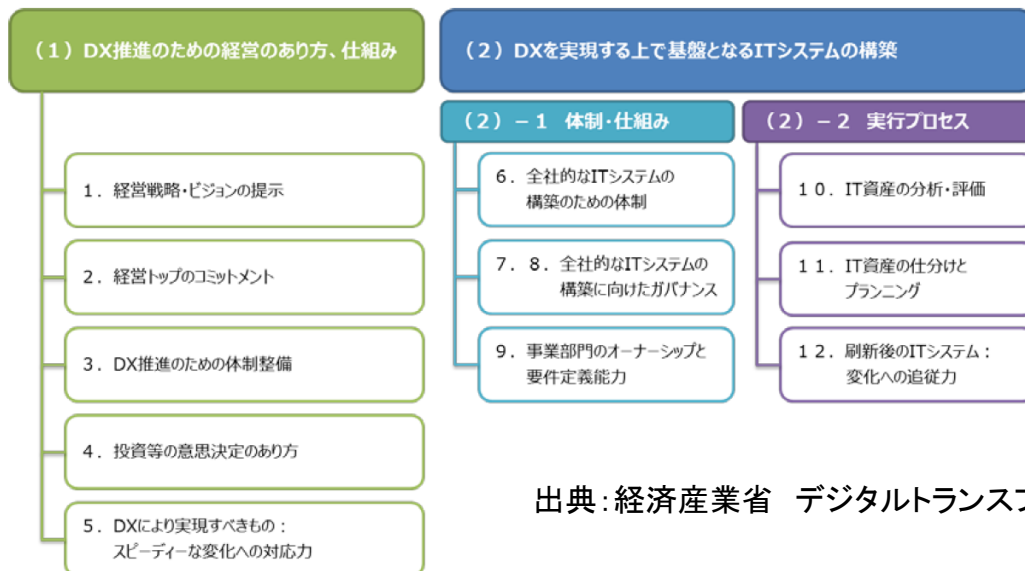 （１）DX推進のための経営のあり方、仕組み
１．経営戦略・ビジョンの提示
２．経営トップのコミットメント
３．DX推進のための体制整備
４．投資等の意思決定のあり方
５．DXにより実現すべきもの：
スピーディーな変化への対応力
（２）DXを実現する上で基盤となるITシステムの構築
（２）－１　体制・仕組み
６．全社的なITシステムの
構築のための体制
７．８．全社的なITシステムの
構築に向けたガバナンス
９．事業部門のオーナーシップと
要件定義能力
（２）－２　実行プロセス
１０．IT資産の分析・評価
１１．IT資産の仕分けと
プランニング
１２．刷新後のITシステム：
変化への追従力
出典：経済産業省　デジタルトランスフ